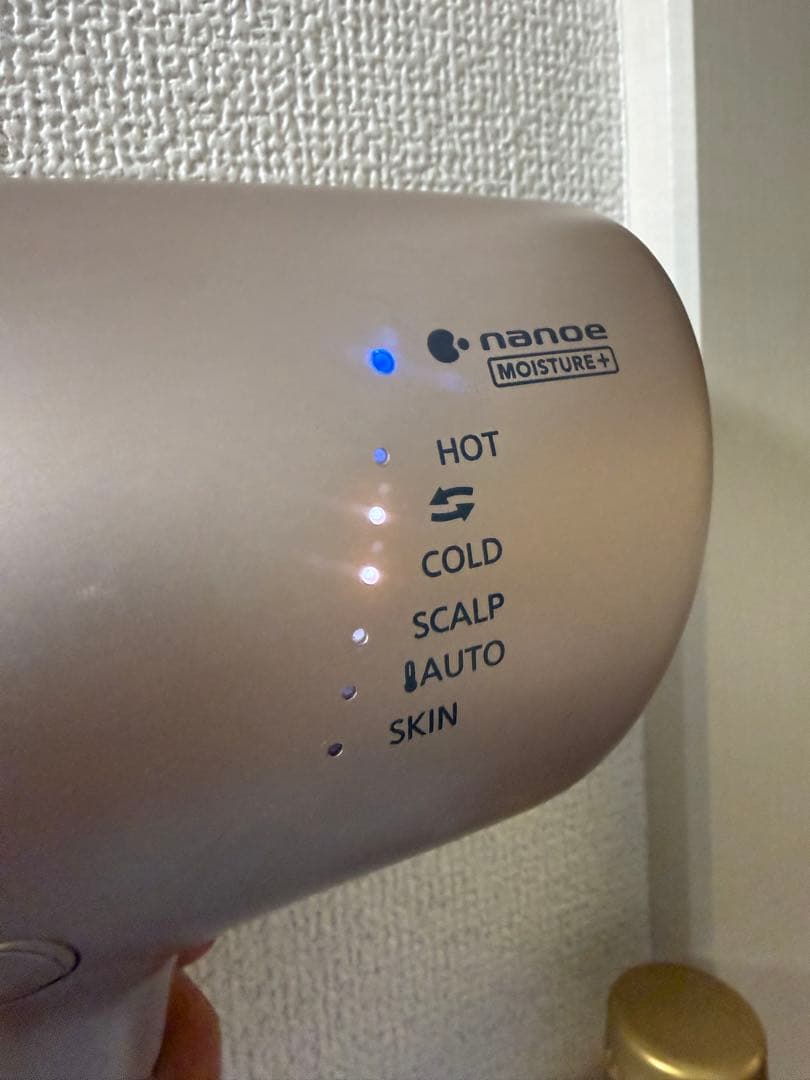 nanoe
MOISTURE+
HOT
COLD
SCALP
AUTO
SKIN